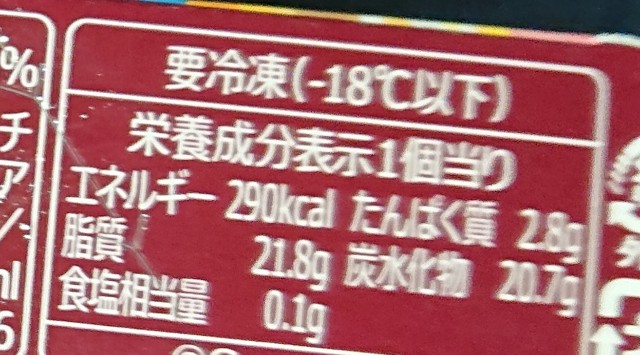 要冷凍(-18℃以下)
栄養成分表示1個当り
エネルギー 290kcal たんぱく質 2.8g
脂質 21.8g 炭水化物 20.7g
食塩相当量 0.1g